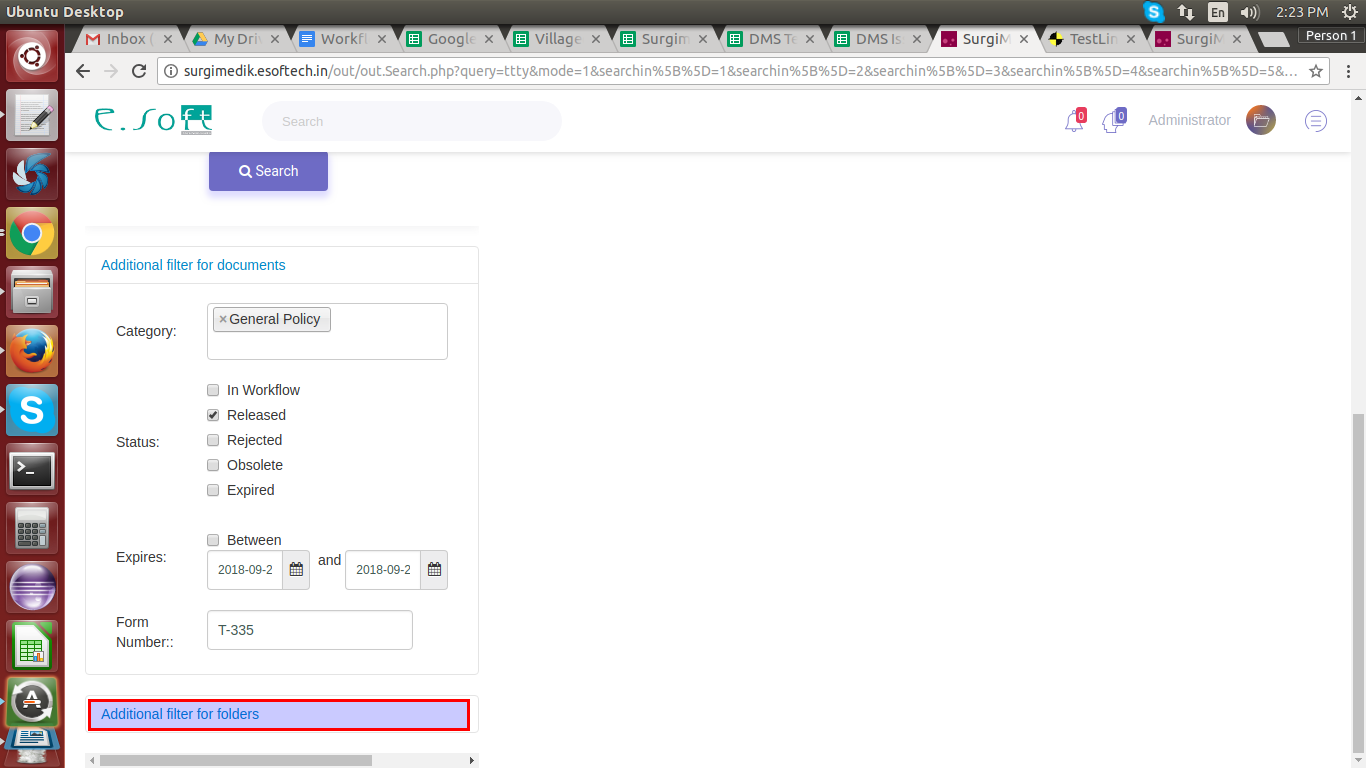 Ubuntu Desktop
En
2:23 PM
Inbox (
My Driv
Workfl
Google
Village
Surgim
DMS Te
DMS Is
SurgiM
TestLin
SurgiM
Person 1
surgimedik.esoftech.in/out/out.Search.php?query=ttty&mode=1&searchin%5B%5D=1&searchin%5B%5D=2&searchin%5B%5D=3&searchin%5B%5D=4&searchin%5B%5D=5&...
e.soft
Search
0
0
Administrator
Search
Additional filter for documents
Category:
×General Policy
In Workflow
Released
Status:
Rejected
Obsolete
Expired
Between
Expires:
2018-09-2
and
2018-09-2
Form
Number::
T-335
Additional filter for folders